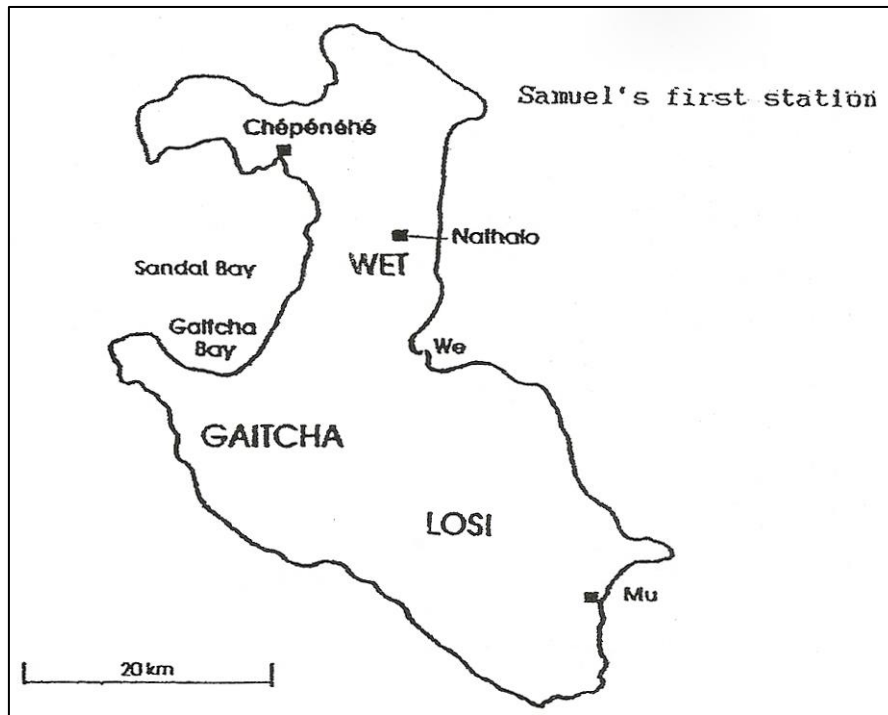 Samuel's first station
Chépénéhé
Nathalo
WET
Sandal Bay
Gaitcha
Bay
We
GAITCHA
LOSI
Mu
20 km